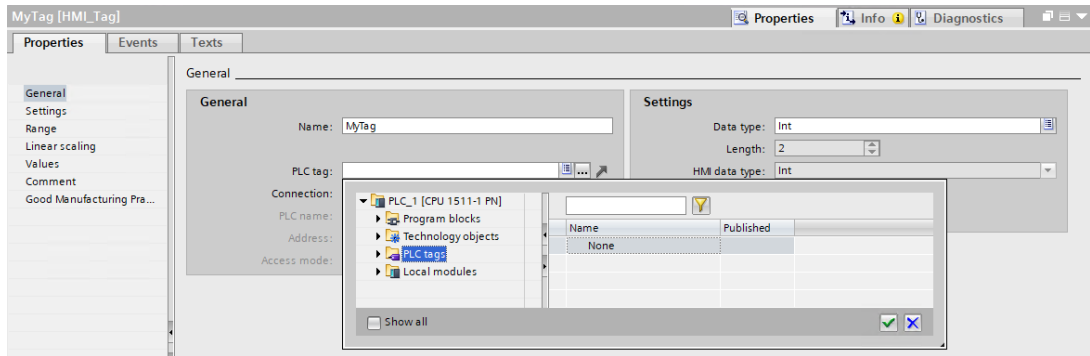 MyTag [HMI_Tag]
Properties Info Diagnostics
Properties Events Texts
General
General
Settings
Range
Linear scaling
Values
Comment
Good Manufacturing Pra...
General
Name: MyTag
PLC tag:
Connection:
PLC name:
Address:
Access mode:
Settings
Data type: Int
Length: 2
HMI data type: Int
PLC_1 [CPU 1511-1 PN]
Program blocks
Technology objects
PLC tags
Local modules
Name Published
None
Show all